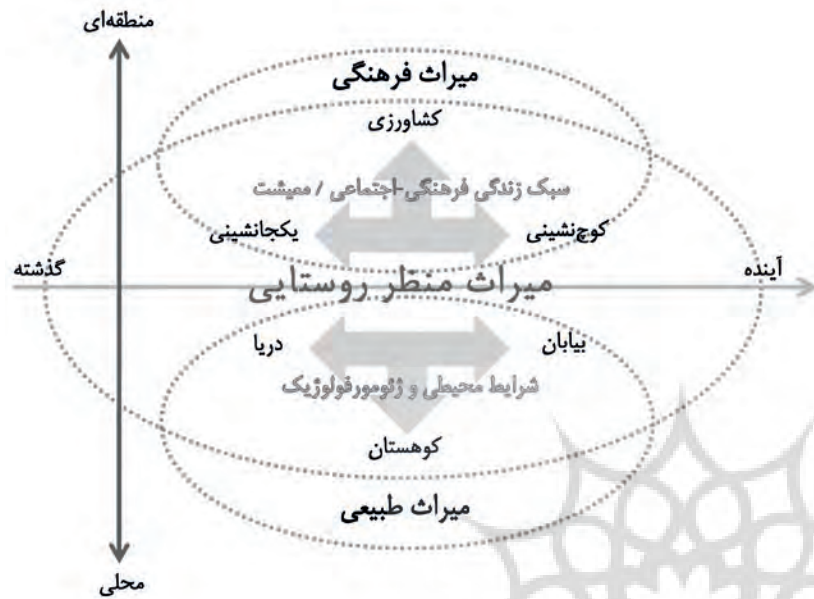 منطقه‌ای
میراث فرهنگی
کشاورزی
سبک زندگی فرهنگی-اجتماعی / معیشت
کوچ‌نشینی
یکجانشینی
آینده
گذشته
میراث منظر روستایی
بیابان
دریا
شرایط محیطی و ژئومورفولوژیک
کوهستان
میراث طبیعی
محلی